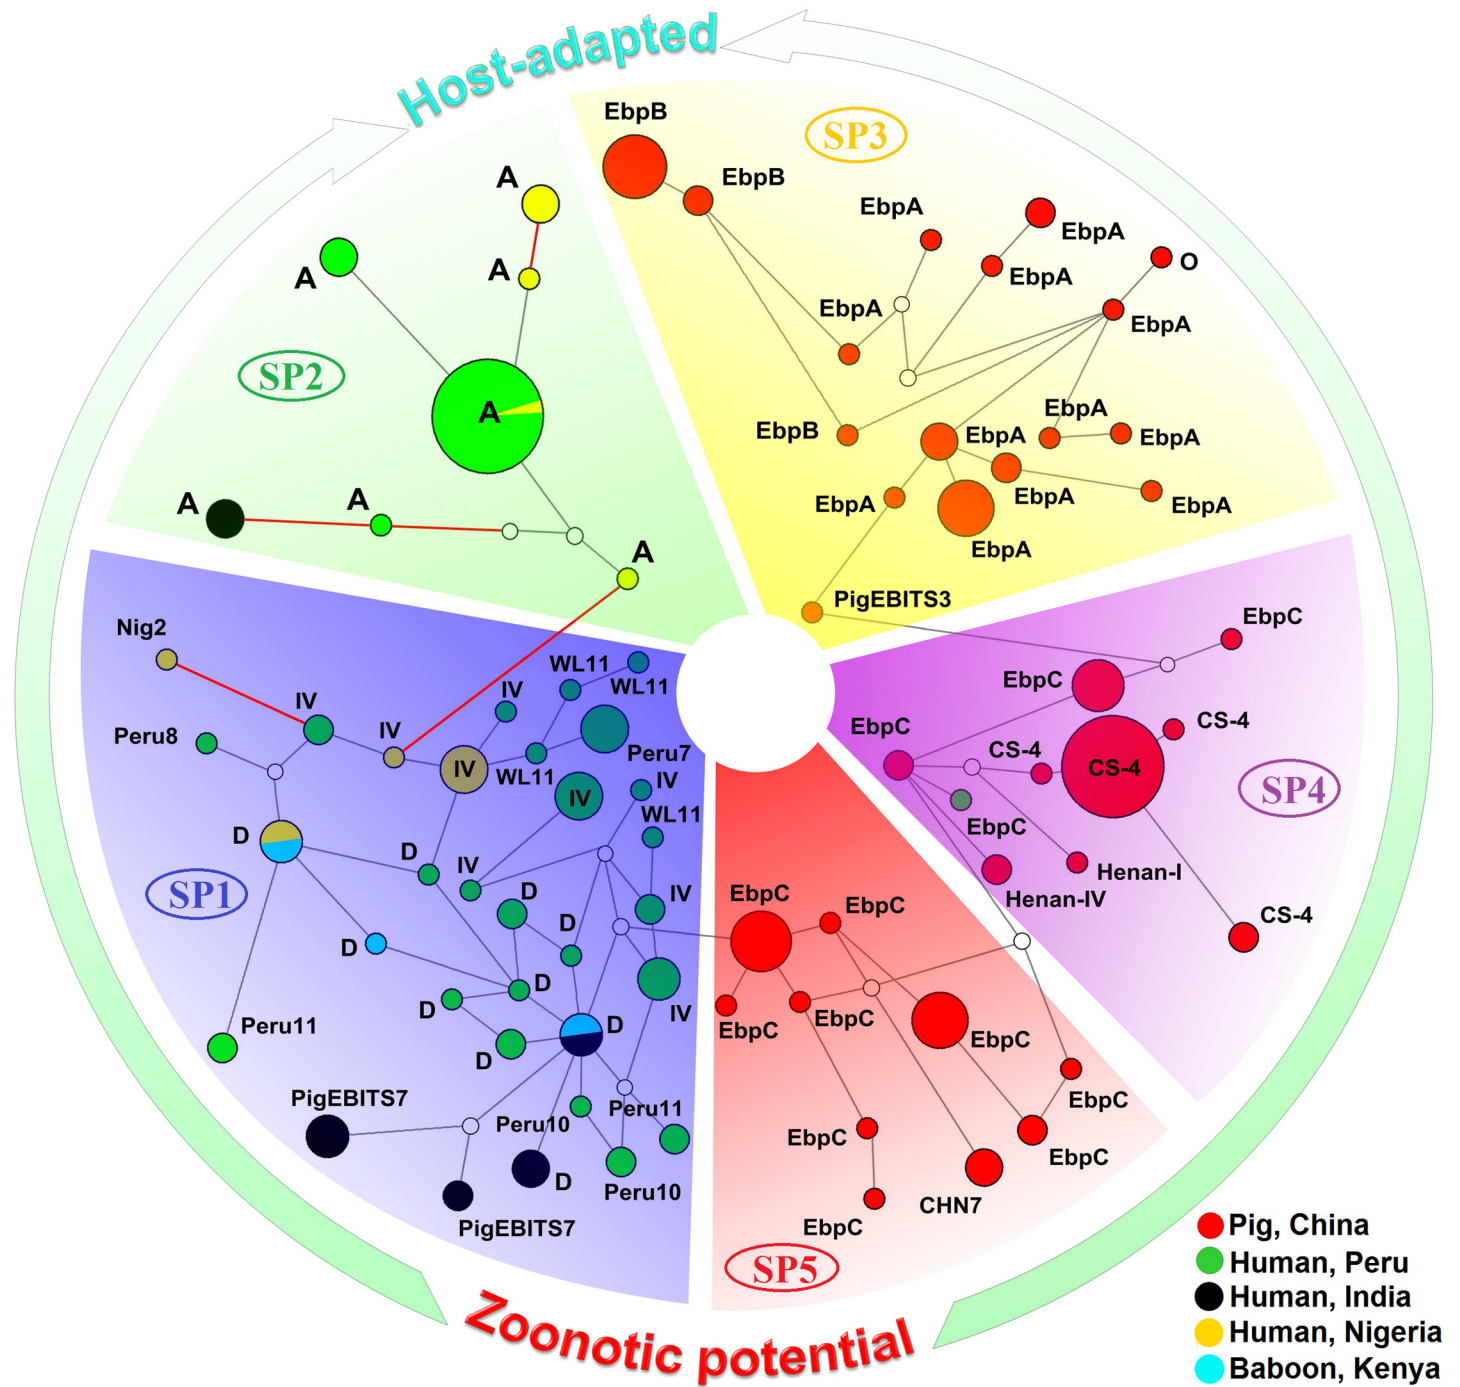 Host-adapted
EbpB
SP3
EbpB
A
EbpA
EbpA
O
EbpA
A
A
EbpA
EbpA
SP2
A
EbpB
EbpA
EbpA
EbpA
EbpA
EbpA
EbpA
EbpA
A
A
A
PigEBITS3
EbpC
Nig2
WL11
WL11
IV
EbpC
IV
Peru8
IV
EbpC
CS-4
IV
WL11
Peru7
CS-4
CS-4
IV
IV
WL11
SP4
D
D
EbpC
IV
Henan-I
SP1
D
IV
EbpC
Henan-IV
D
EbpC
CS-4
D
D
D
IV
EbpC
EbpC
Peru11
D
D
EbpC
PigEBITS7
EbpC
Peru10
Peru11
EbpC
EbpC
D
Peru10
CHN7
PigEBITS7
EbpC
SP5
Zoonotic potential
Pig, China
Human, Peru
Human, India
Human, Nigeria
Baboon, Kenya